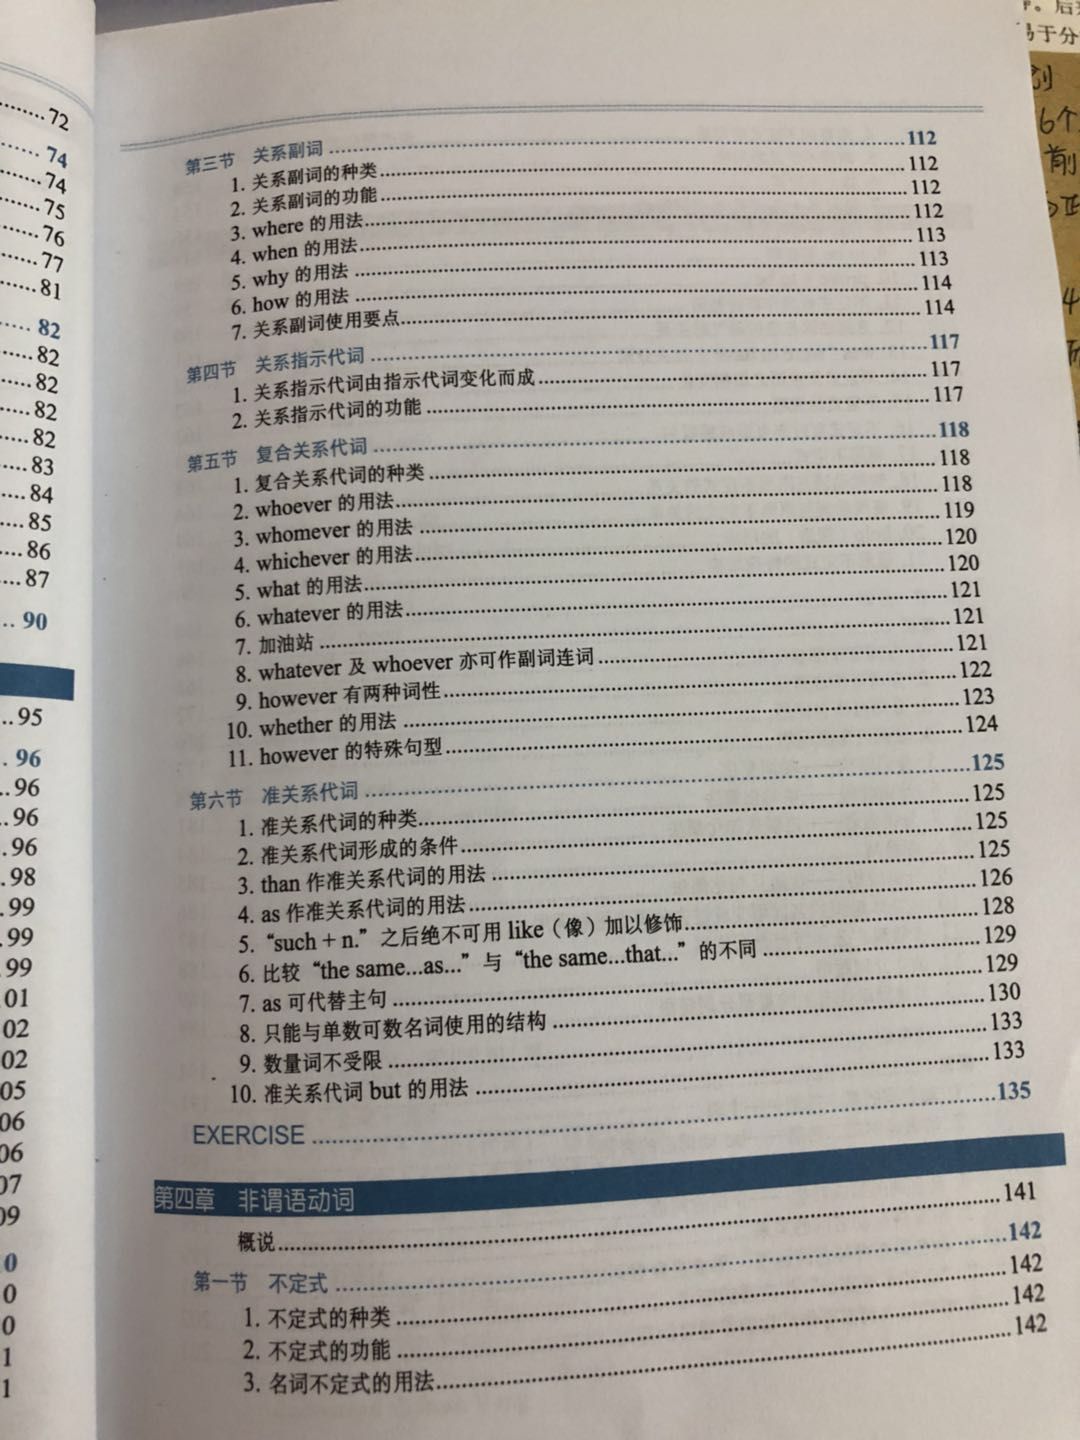 72
74
74
75
76
77
81
82
82
82
82
82
83
84
85
86
87
90
95
96
96
96
96
98
99
99
99
01
02
02
05
06
06
07
09
0
0
0
1
1
第三节 关系副词 ........ 112
1. 关系副词的种类 ........ 112
2. 关系副词的功能 ........ 112
3. where 的用法 ........ 112
4. when 的用法 ........ 113
5. why 的用法 ........ 113
6. how 的用法 ........ 114
7. 关系副词使用要点 ........ 114
第四节 关系指示代词 ........ 117
1. 关系指示代词由指示代词变化而成 ........ 117
2. 关系指示代词的功能 ........ 117
第五节 复合关系代词 ........ 118
1. 复合关系代词的种类 ........ 118
2. whoever 的用法 ........ 118
3. whomever 的用法 ........ 119
4. whichever 的用法 ........ 120
5. what 的用法 ........ 120
6. whatever 的用法 ........ 121
7. 加油站 ........ 121
8. whatever 及 whoever 亦可作副词连词 ........ 121
9. however 有两种词性 ........ 122
10. whether 的用法 ........ 123
11. however 的特殊句型 ........ 124
第六节 准关系代词 ........ 125
1. 准关系代词的种类 ........ 125
2. 准关系代词形成的条件 ........ 125
3. than 作准关系代词的用法 ........ 125
4. as 作准关系代词的用法 ........ 126
5. “such + n.” 之后绝不可用 like（像）加以修饰 ........ 128
6. 比较 “the same...as...” 与 “the same...that...” 的不同 ........ 129
7. as 可代替主句 ........ 129
8. 只能与单数可数名词使用的结构 ........ 130
9. 数量词不受限 ........ 133
10. 准关系代词 but 的用法 ........ 133
EXERCISE ........ 135
第四章 非谓语动词
概说 ........ 141
第一节 不定式 ........ 142
1. 不定式的种类 ........ 142
2. 不定式的功能 ........ 142
3. 名词不定式的用法 ........ 142
。后
易于分
创
6个
前
4